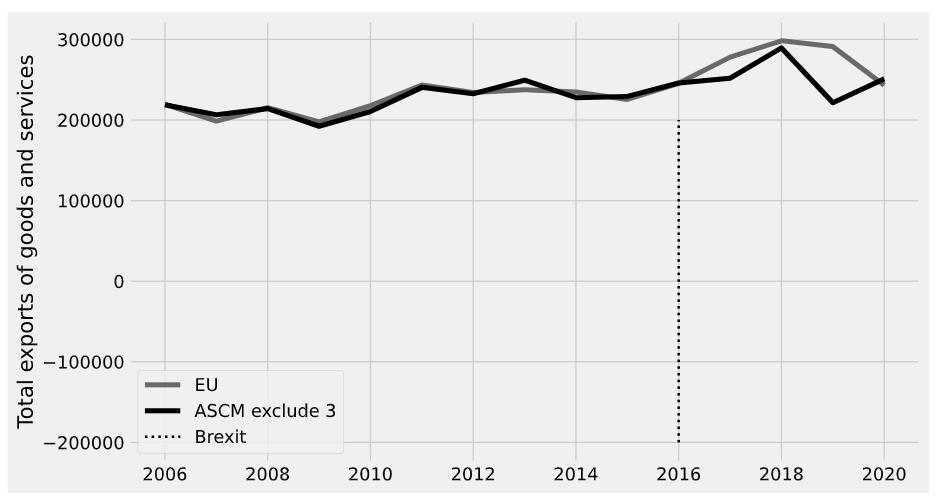 Total exports of goods and services
300000
200000
100000
0
−100000
−200000
EU
ASCM exclude 3
Brexit
2006 2008 2010 2012 2014 2016 2018 2020